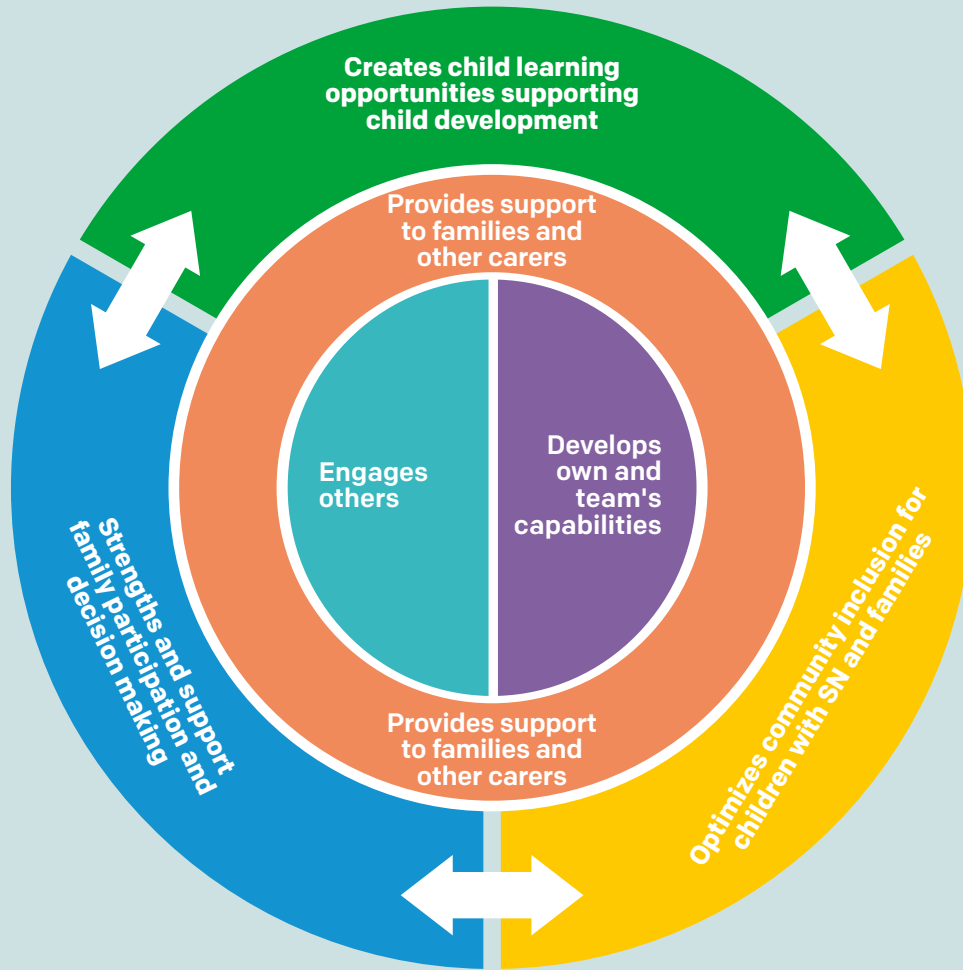 Creates child learning
opportunities supporting
child development
Provides support
to families and
other carers
Engages
others
Develops
own and
team's
capabilities
Strengths and support
family participation and
decision making
Optimizes community inclusion for
children with SN and families
Provides support
to families and
other carers